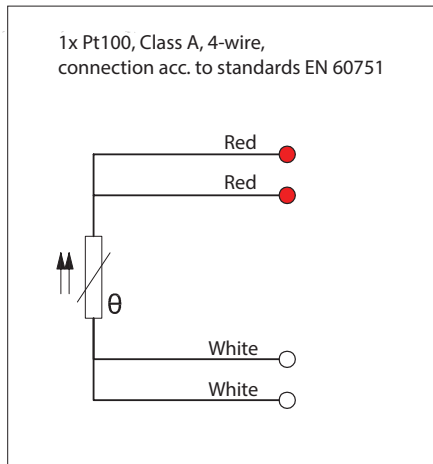 1x Pt100, Class A, 4-wire,
connection acc. to standards EN 60751
Red
Red
θ
White
White